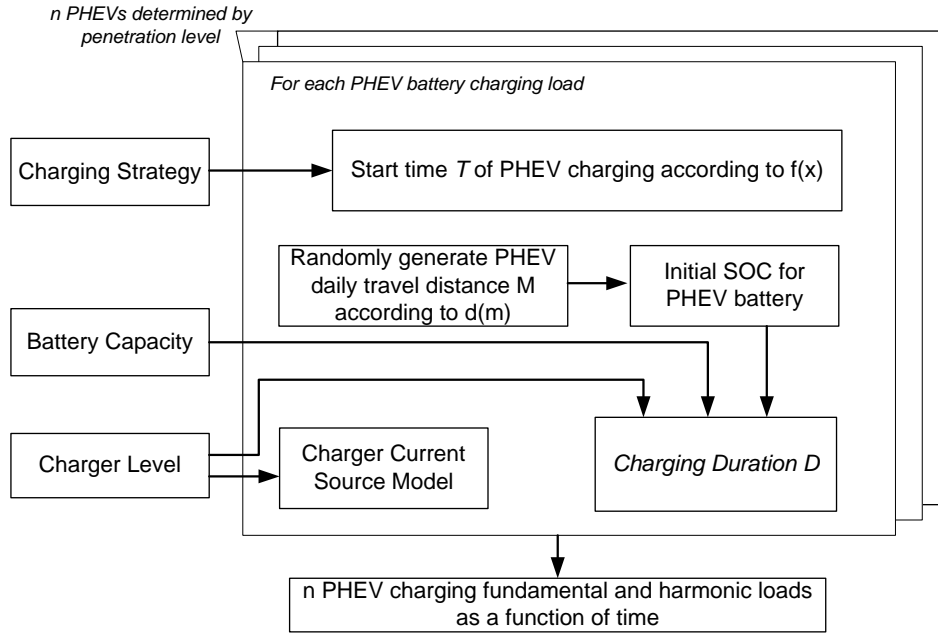 n PHEVs determined by
penetration level
For each PHEV battery charging load
Charging Strategy
Start time T of PHEV charging according to f(x)
Randomly generate PHEV
daily travel distance M
according to d(m)
Initial SOC for
PHEV battery
Battery Capacity
Charger Level
Charger Current
Source Model
Charging Duration D
n PHEV charging fundamental and harmonic loads
as a function of time